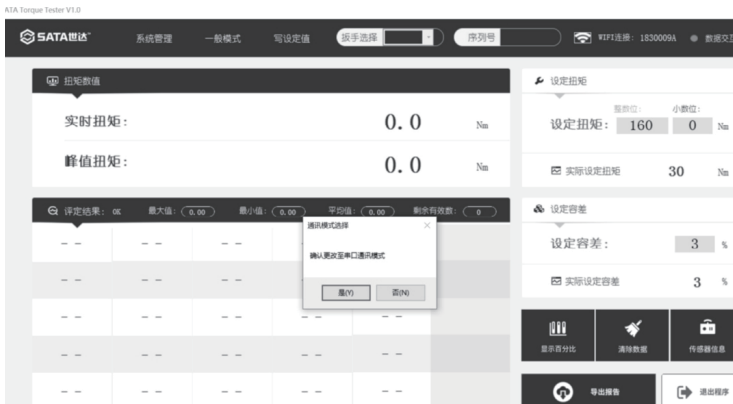 ATA Torque Tester V1.0
SATA世达 系统管理 一般模式 写设定值 扳手选择 序列号 WIFI连接: 1830009A 数据交互
扭矩数值
实时扭矩: 0.0 Nm
峰值扭矩: 0.0 Nm
设定扭矩
整数位: 小数位:
设定扭矩: 160 0 Nm
实际设定扭矩 30 Nm
评定结果: OK 最大值: 0.00 最小值: 0.00 平均值: 0.00 剩余有效数: 0
通讯模式选择
确认更改至串口通讯模式
是(Y) 否(N)
设定容差
设定容差: 3 %
实际设定容差 3 %
显示百分比 清除数据 传感器信息
导出报告 退出程序